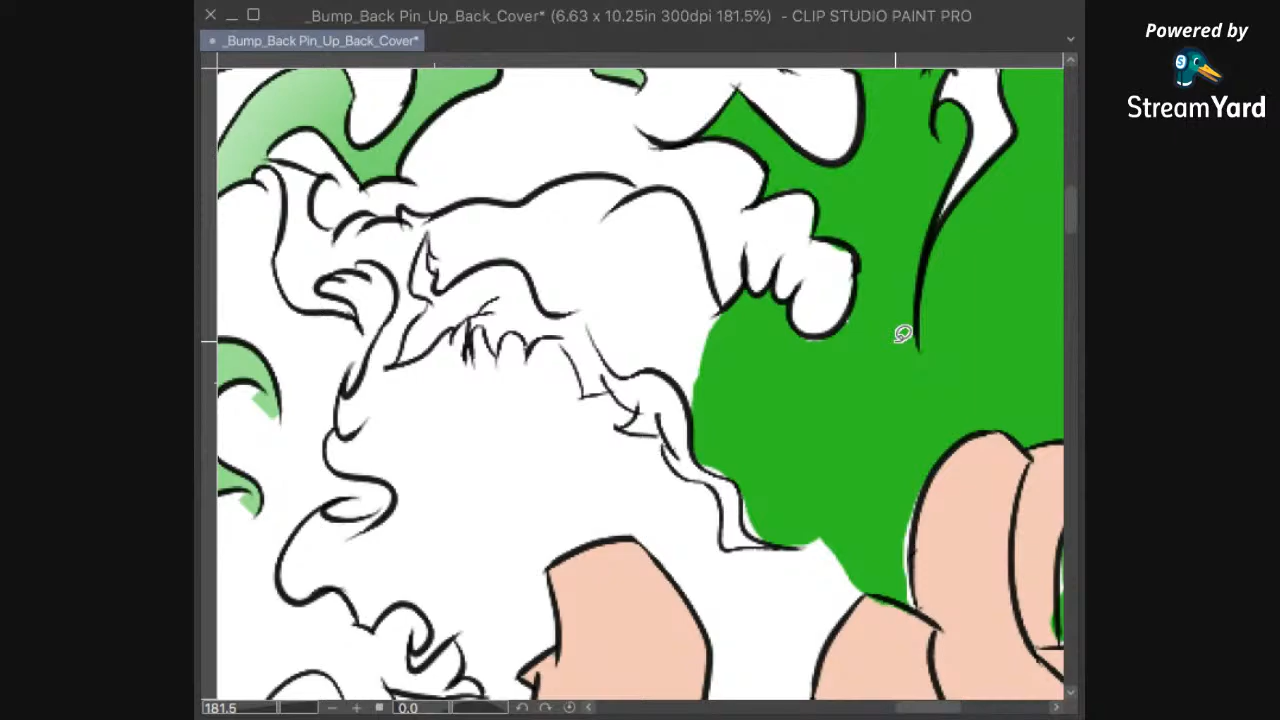 _Bump_Back Pin_Up_Back_Cover* (6.63 x 10.25in 300dpi 181.5%) - CLIP STUDIO PAINT PRO
_Bump_Back Pin_Up_Back_Cover*
Powered by
StreamYard
181.5
0.0